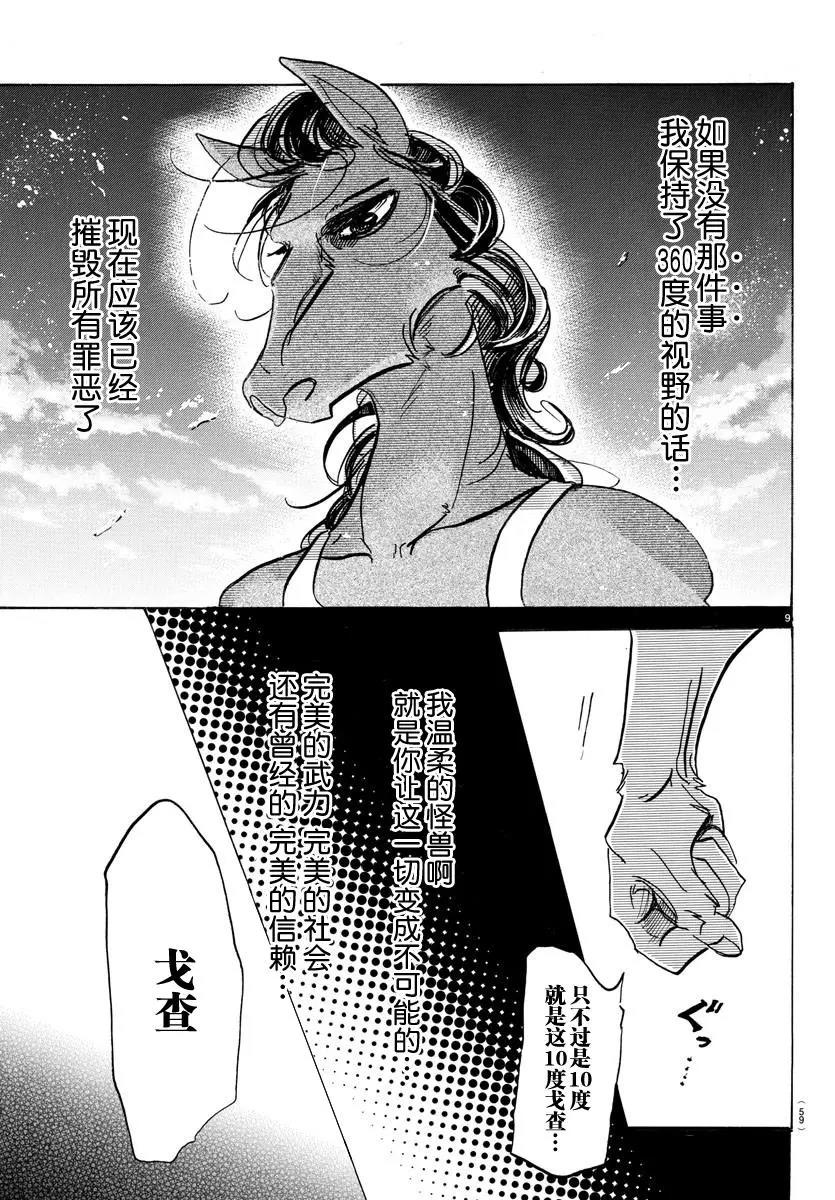 如果没有那件事
我保持了360度的视野的话…
现在应该已经
摧毁所有罪恶了
9
只不过是10度
就是这10度戈查…
ぐっ…
我温柔的怪兽啊
就是你让这一切变成不可能的…
完美的武力 完美的社会
还有曾经的 完美的信赖…
戈查
(59)